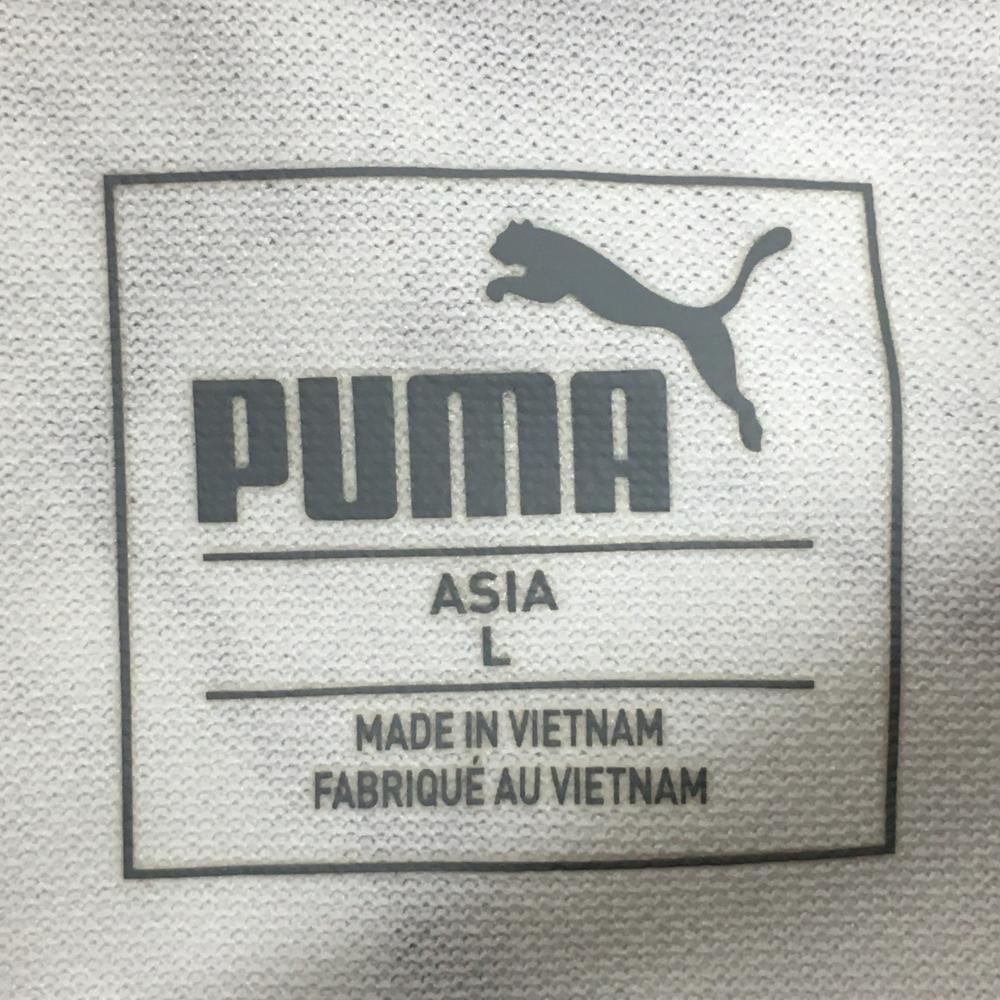 PUMA
ASIA
L
MADE IN VIETNAM
FABRIQUÉ AU VIETNAM